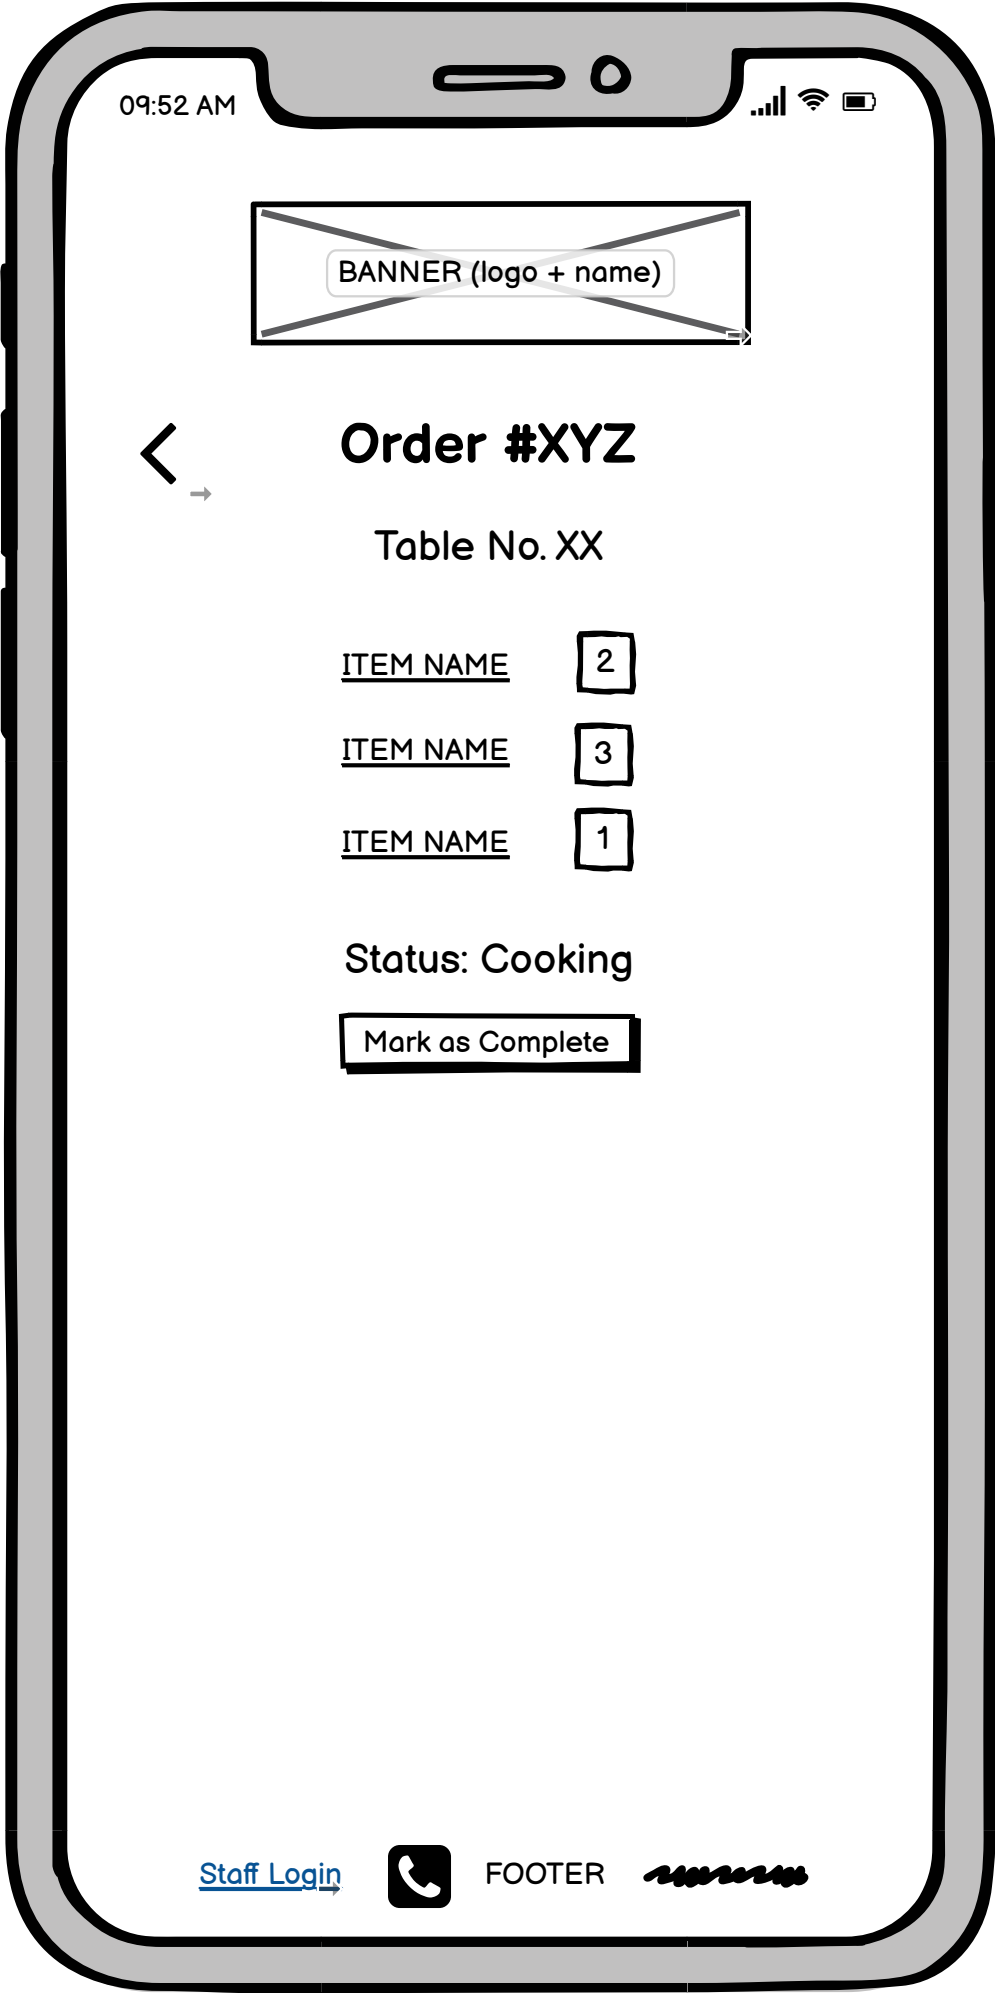 09:52 AM
BANNER (logo + name)
Order #XYZ
Table No. XX
ITEM NAME 2
ITEM NAME 3
ITEM NAME 1
Status: Cooking
Mark as Complete
Staff Login FOOTER